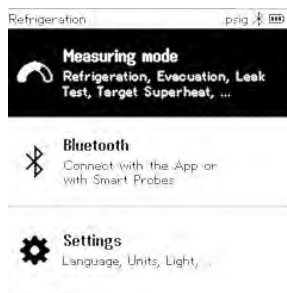 Refrigeration psig
Measuring mode
Refrigeration, Evacuation, Leak
Test, Target Superheat, ...
Bluetooth
Connect with the App or
with Smart Probes
Settings
Language, Units, Light, ...